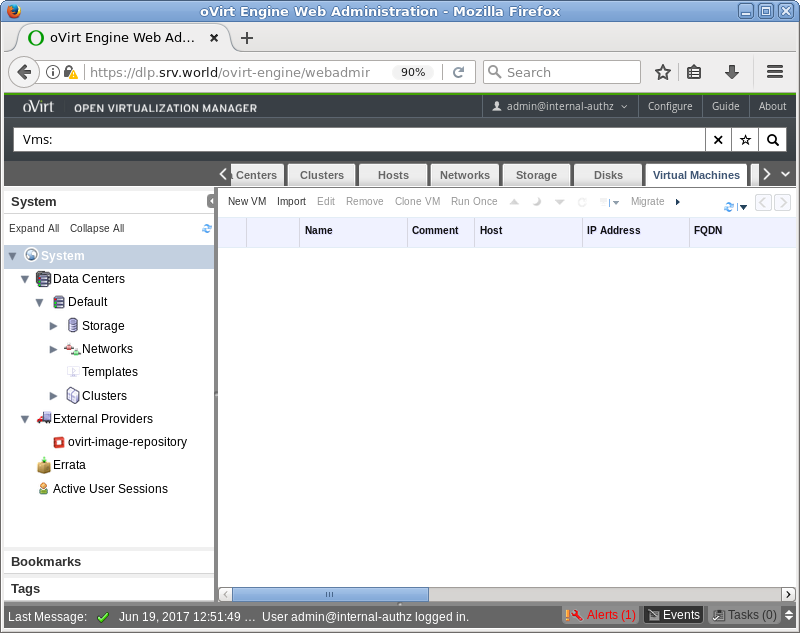 oVirt Engine Web Administration - Mozilla Firefox
oVirt Engine Web Ad...
https://dlp.srv.world/ovirt-engine/webadmir 90% Search
oVirt OPEN VIRTUALIZATION MANAGER admin@internal-authz Configure Guide About
Vms:
Centers Clusters Hosts Networks Storage Disks Virtual Machines
System
New VM Import Edit Remove Clone VM Run Once Migrate
Expand All Collapse All
Name Comment Host IP Address FQDN
System
Data Centers
Default
Storage
Networks
Templates
Clusters
External Providers
ovirt-image-repository
Errata
Active User Sessions
Bookmarks
Tags
Last Message: Jun 19, 2017 12:51:49 ... User admin@internal-authz logged in. Alerts (1) Events Tasks (0)